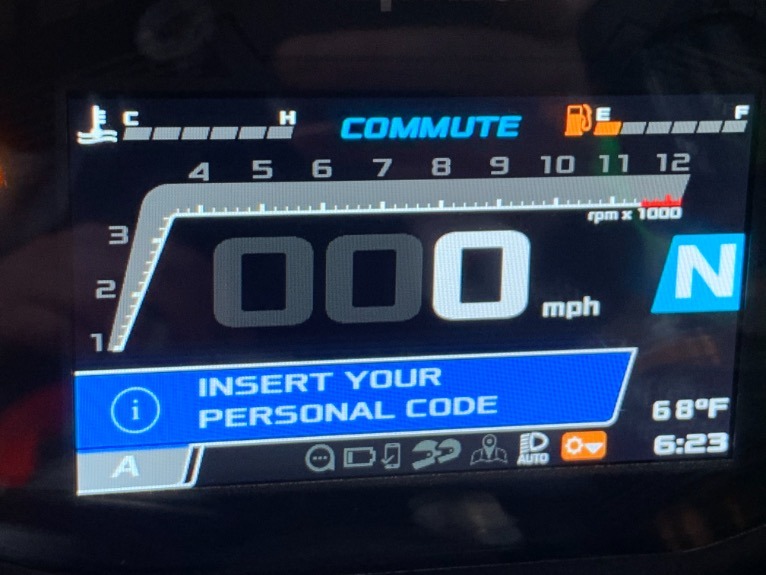 C H COMMUTE E F
4 5 6 7 8 9 10 11 12
rpm x 1000
3
2
1
000 mph
N
INSERT YOUR
PERSONAL CODE
68°F
A
AUTO
6:23